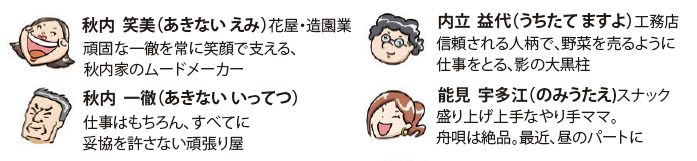 秋内 笑美(あきない えみ)花屋・造園業
頑固な一徹を常に笑顔で支える、
秋内家のムードメーカー
秋内 一徹(あきない いってつ)
仕事はもちろん、すべてに
妥協を許さない頑張り屋
内立 益代(うちたて ますよ)工務店
信頼される人柄で、野菜を売るように
仕事をとる、影の大黒柱
能見 宇多江(のみうたえ)スナック
盛り上げ上手なやり手ママ。
舟唄は絶品。最近、昼のパートに